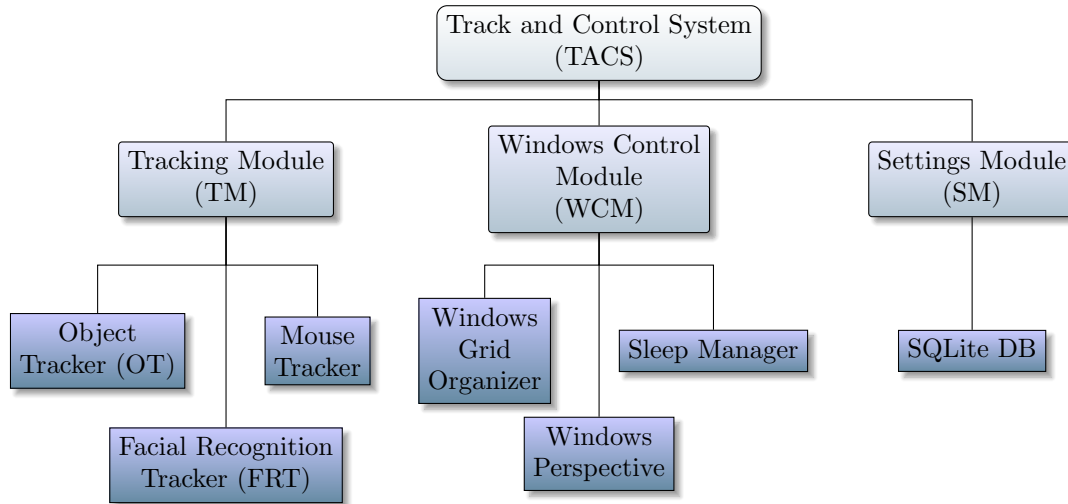 Track and Control System
(TACS)
Tracking Module
(TM)
Windows Control
Module
(WCM)
Settings Module
(SM)
Object
Tracker (OT)
Mouse
Tracker
Facial Recognition
Tracker (FRT)
Windows
Grid
Organizer
Sleep Manager
Windows
Perspective
SQLite DB